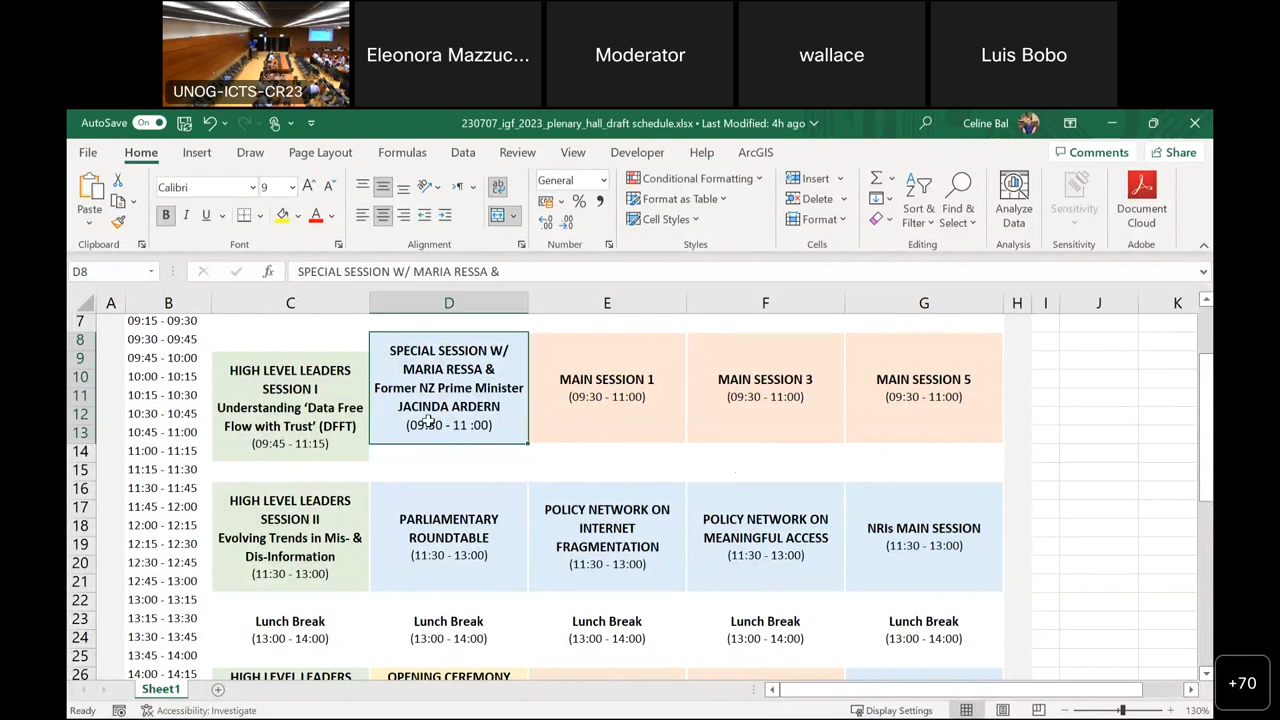 UNOG-ICTS-CR23
Eleonora Mazzuc...
Moderator
wallace
Luis Bobo
AutoSave On
230707_igf_2023_plenary_hall_draft schedule.xlsx • Last Modified: 4h ago
Celine Bal
File Home Insert Draw Page Layout Formulas Data Review View Developer Help ArcGIS
Comments Share
Paste
Calibri 9
B I U
General
Conditional Formatting
Format as Table
Cell Styles
Insert
Delete
Format
Sort & Filter
Find & Select
Analyze Data
Sensitivity
Document Cloud
Clipboard Font Alignment Number Styles Cells Editing Analysis Sensitivity Adobe
D8
fx SPECIAL SESSION W/ MARIA RESSA &
A B C D E F G H I J K
7 09:15 - 09:30
8 09:30 - 09:45
9 09:45 - 10:00
10 10:00 - 10:15
11 10:15 - 10:30
12 10:30 - 10:45
13 10:45 - 11:00
14 11:00 - 11:15
15 11:15 - 11:30
16 11:30 - 11:45
17 11:45 - 12:00
18 12:00 - 12:15
19 12:15 - 12:30
20 12:30 - 12:45
21 12:45 - 13:00
22 13:00 - 13:15
23 13:15 - 13:30
24 13:30 - 13:45
25 13:45 - 14:00
26 14:00 - 14:15
HIGH LEVEL LEADERS
SESSION I
Understanding ‘Data Free
Flow with Trust’ (DFFT)
(09:45 - 11:15)
SPECIAL SESSION W/
MARIA RESSA &
Former NZ Prime Minister
JACINDA ARDERN
(09:30 - 11 :00)
MAIN SESSION 1
(09:30 - 11:00)
MAIN SESSION 3
(09:30 - 11:00)
MAIN SESSION 5
(09:30 - 11:00)
HIGH LEVEL LEADERS
SESSION II
Evolving Trends in Mis- &
Dis-Information
(11:30 - 13:00)
PARLIAMENTARY
ROUNDTABLE
(11:30 - 13:00)
POLICY NETWORK ON
INTERNET
FRAGMENTATION
(11:30 - 13:00)
POLICY NETWORK ON
MEANINGFUL ACCESS
(11:30 - 13:00)
NRIs MAIN SESSION
(11:30 - 13:00)
Lunch Break
(13:00 - 14:00)
Lunch Break
(13:00 - 14:00)
Lunch Break
(13:00 - 14:00)
Lunch Break
(13:00 - 14:00)
Lunch Break
(13:00 - 14:00)
HIGH LEVEL LEADERS
OPENING CEREMONY
Sheet1
+70
Ready
Accessibility: Investigate
Display Settings
130%